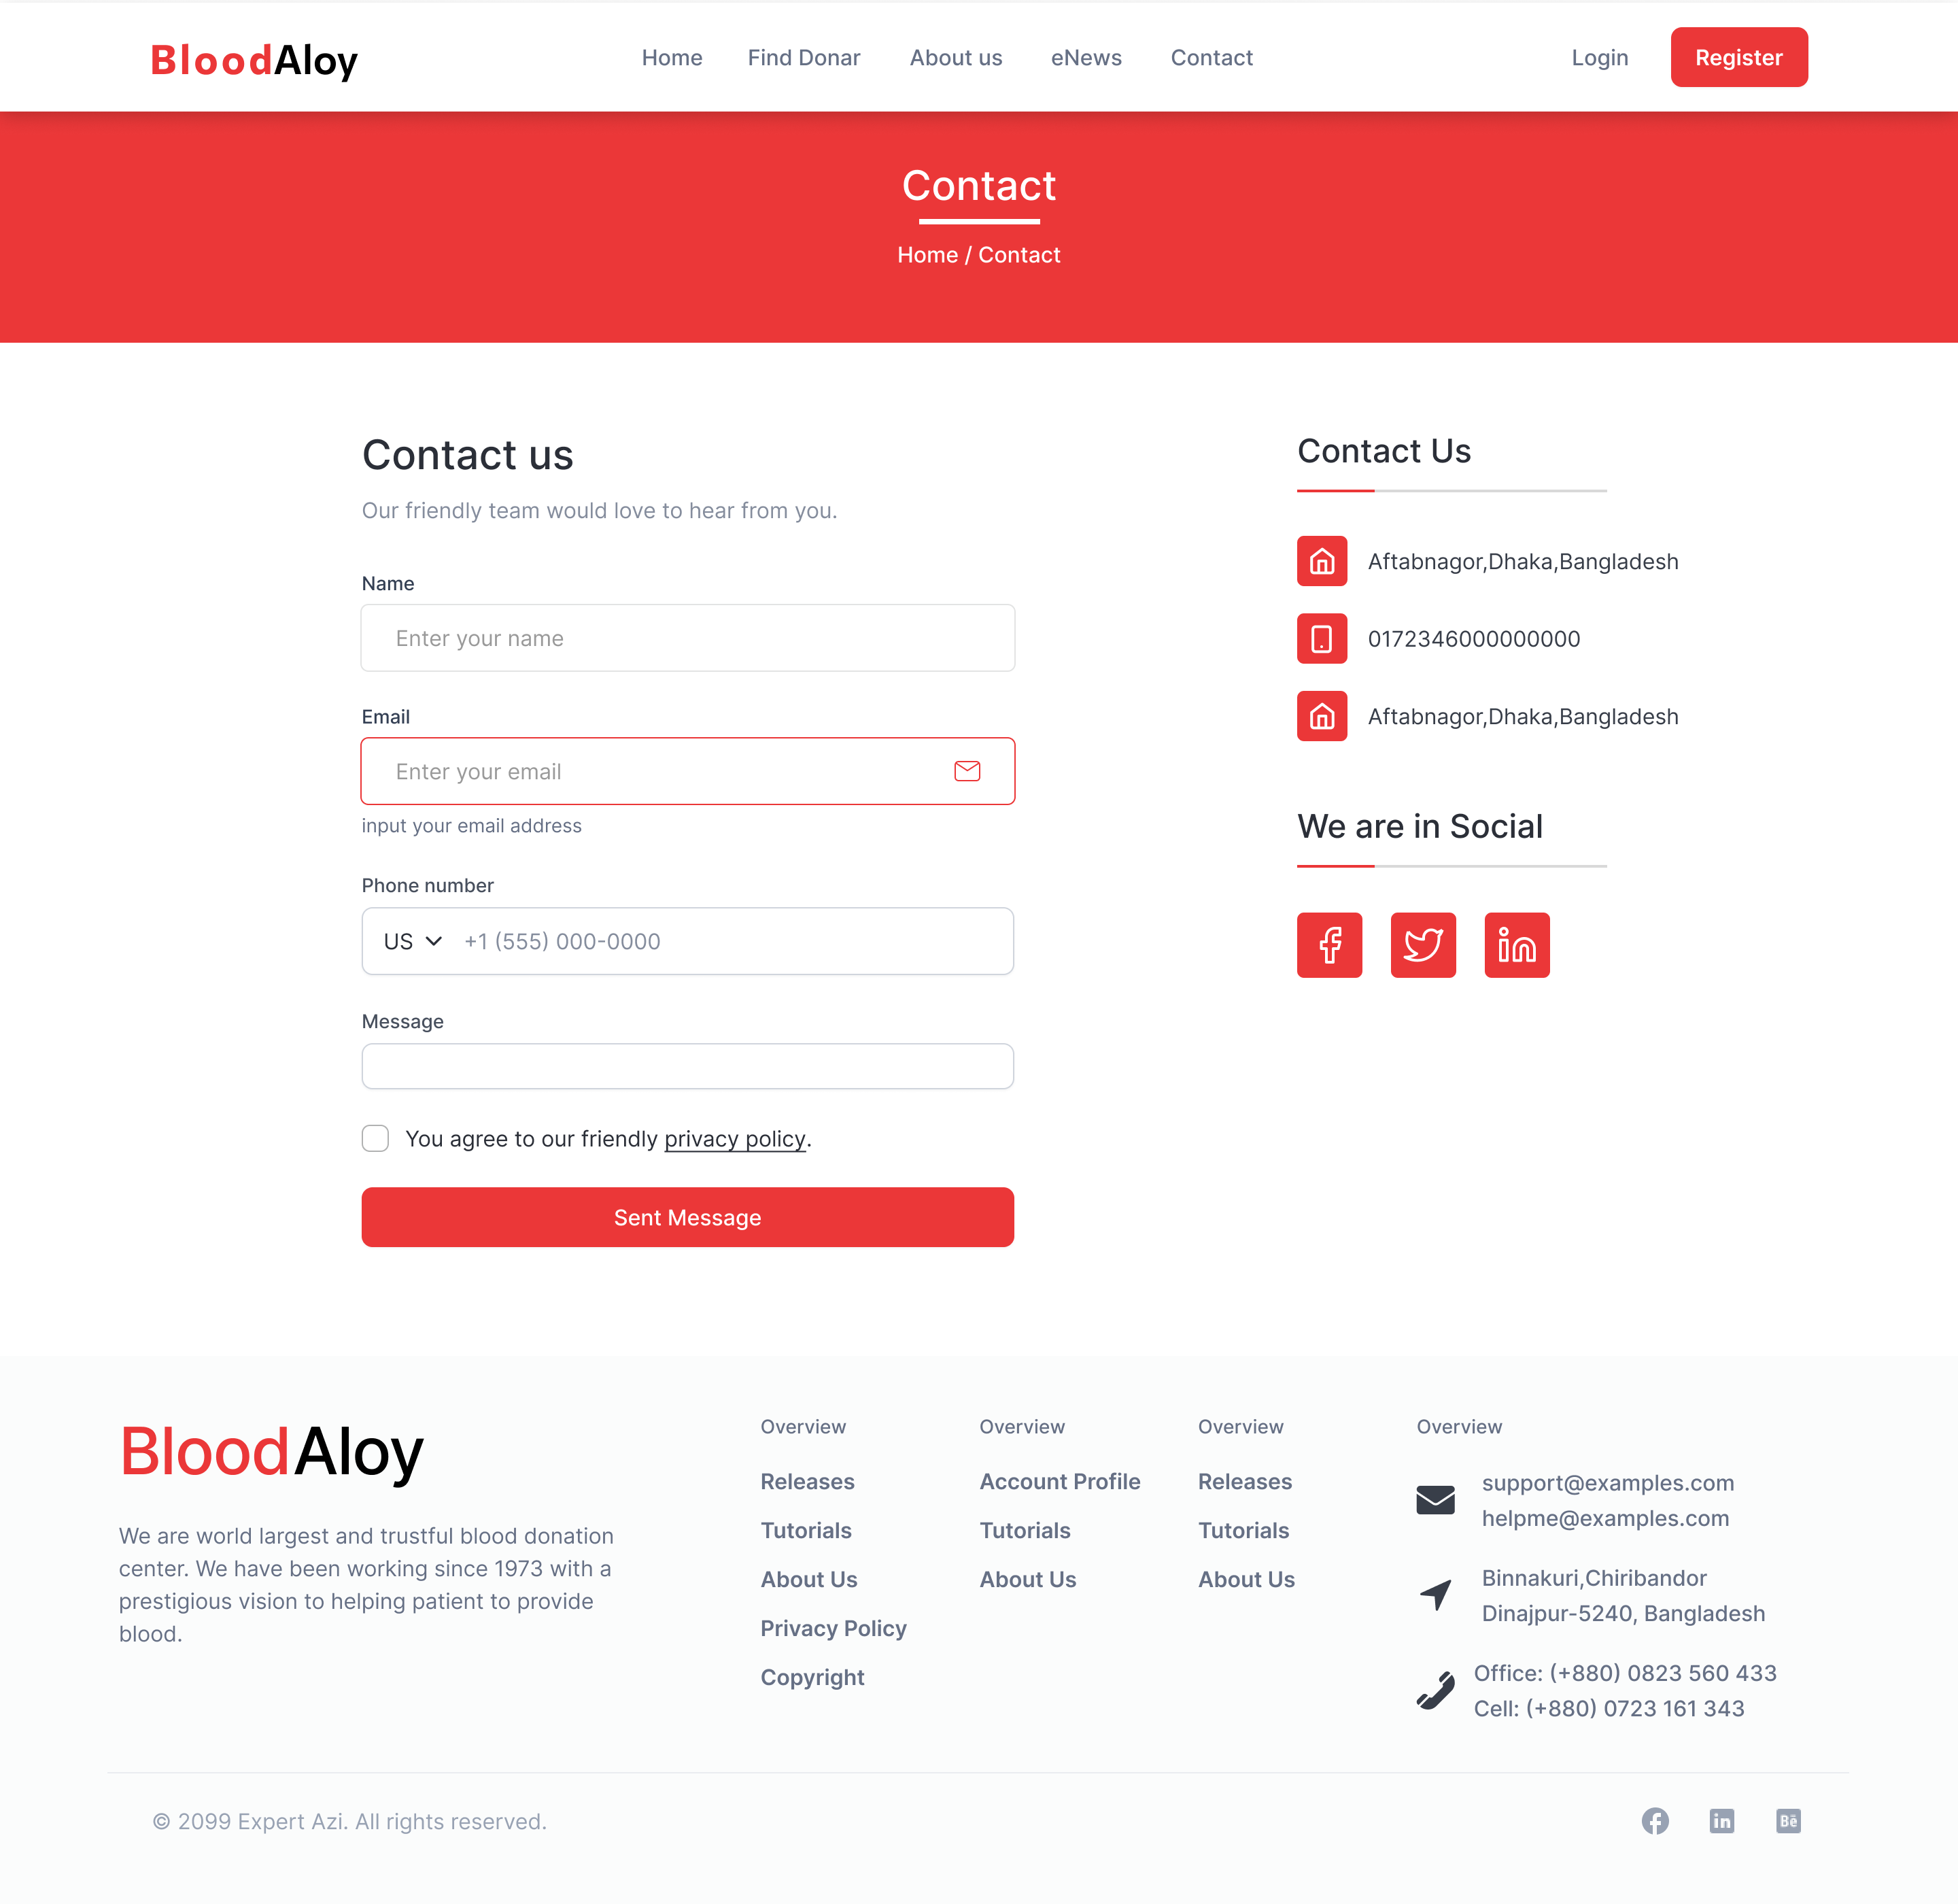 BloodAloy
Home Find Donar About us eNews Contact Login Register
Contact
Home / Contact
Contact us
Our friendly team would love to hear from you.
Name
Enter your name
Email
Enter your email
input your email address
Phone number
US +1 (555) 000-0000
Message
You agree to our friendly privacy policy.
Sent Message
Contact Us
Aftabnagor,Dhaka,Bangladesh
0172346000000000
Aftabnagor,Dhaka,Bangladesh
We are in Social
BloodAloy
We are world largest and trustful blood donation
center. We have been working since 1973 with a
prestigious vision to helping patient to provide
blood.
Overview
Releases
Tutorials
About Us
Privacy Policy
Copyright
Overview
Account Profile
Tutorials
About Us
Overview
Releases
Tutorials
About Us
Overview
support@examples.com
helpme@examples.com
Binnakuri,Chiribandor
Dinajpur-5240, Bangladesh
Office: (+880) 0823 560 433
Cell: (+880) 0723 161 343
© 2099 Expert Azi. All rights reserved.